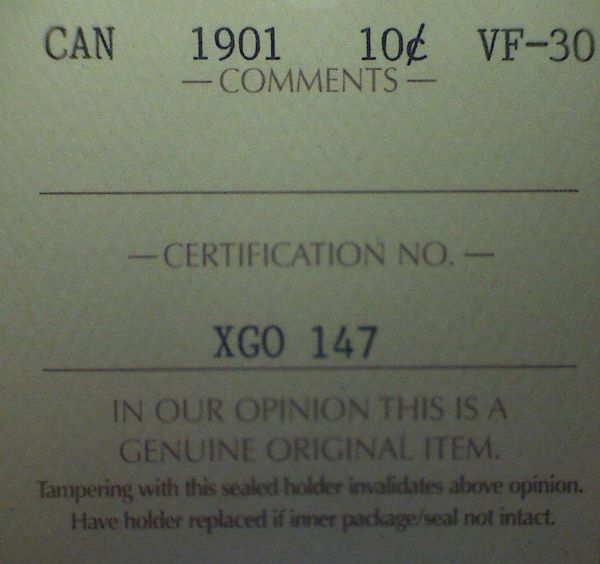 CAN 1901 10¢ VF-30
— COMMENTS —
— CERTIFICATION NO. —
XGO 147
IN OUR OPINION THIS IS A
GENUINE ORIGINAL ITEM.
Tampering with this sealed holder invalidates above opinion.
Have holder replaced if inner package/seal not intact.